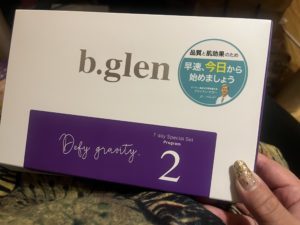 b.glen
品質と肌効果のため
早速、今日から
始めましょう
Defy gravity.
7 day Special Set
Program
2